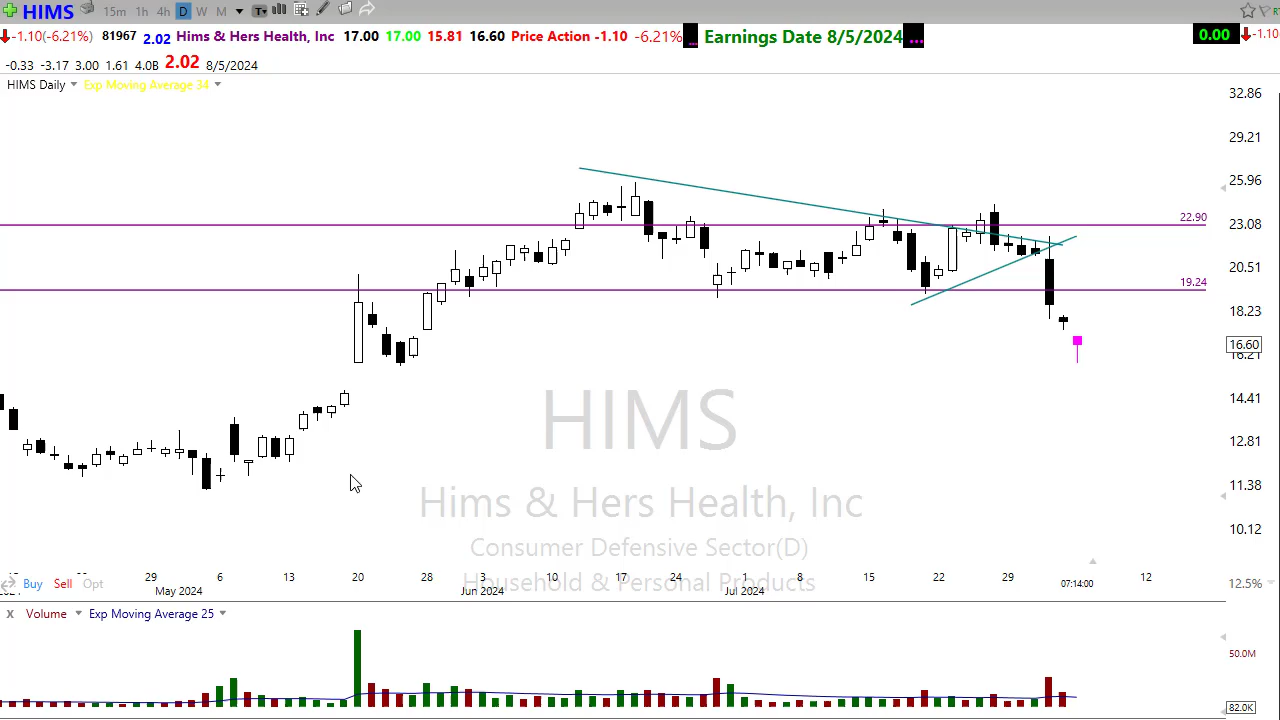 HIMS 15m 1h 4h D W M T
-1.10(-6.21%) 81967 2.02 Hims & Hers Health, Inc 17.00 17.00 15.81 16.60 Price Action -1.10 -6.21% ... Earnings Date 8/5/2024 ... 0.00 -1.10
-0.33 -3.17 3.00 1.61 4.0B 2.02 8/5/2024
HIMS Daily Exp Moving Average 34
32.86
29.21
25.96
22.90
23.08
20.51
19.24
18.23
16.60
16.21
14.41
12.81
11.38
10.12
HIMS
Hims & Hers Health, Inc
Consumer Defensive Sector(D)
Household & Personal Products
29 6 13 20 28 3 10 17 24 1 8 15 22 29 12
Buy Sell Opt May 2024 Jun 2024 Jul 2024 07:14:00 12.5%
X Volume Exp Moving Average 25
50.0M
82.0K